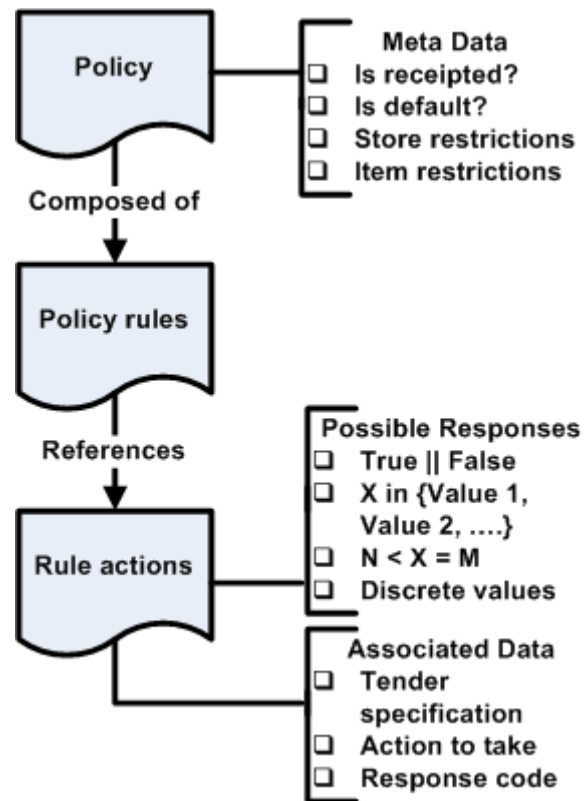 Policy
Meta Data
❑ Is receipted?
❑ Is default?
❑ Store restrictions
❑ Item restrictions
Composed of
Policy rules
References
Possible Responses
❑ True || False
❑ X in {Value 1,
Value 2, ....}
❑ N < X = M
❑ Discrete values
Rule actions
Associated Data
❑ Tender
specification
❑ Action to take
❑ Response code